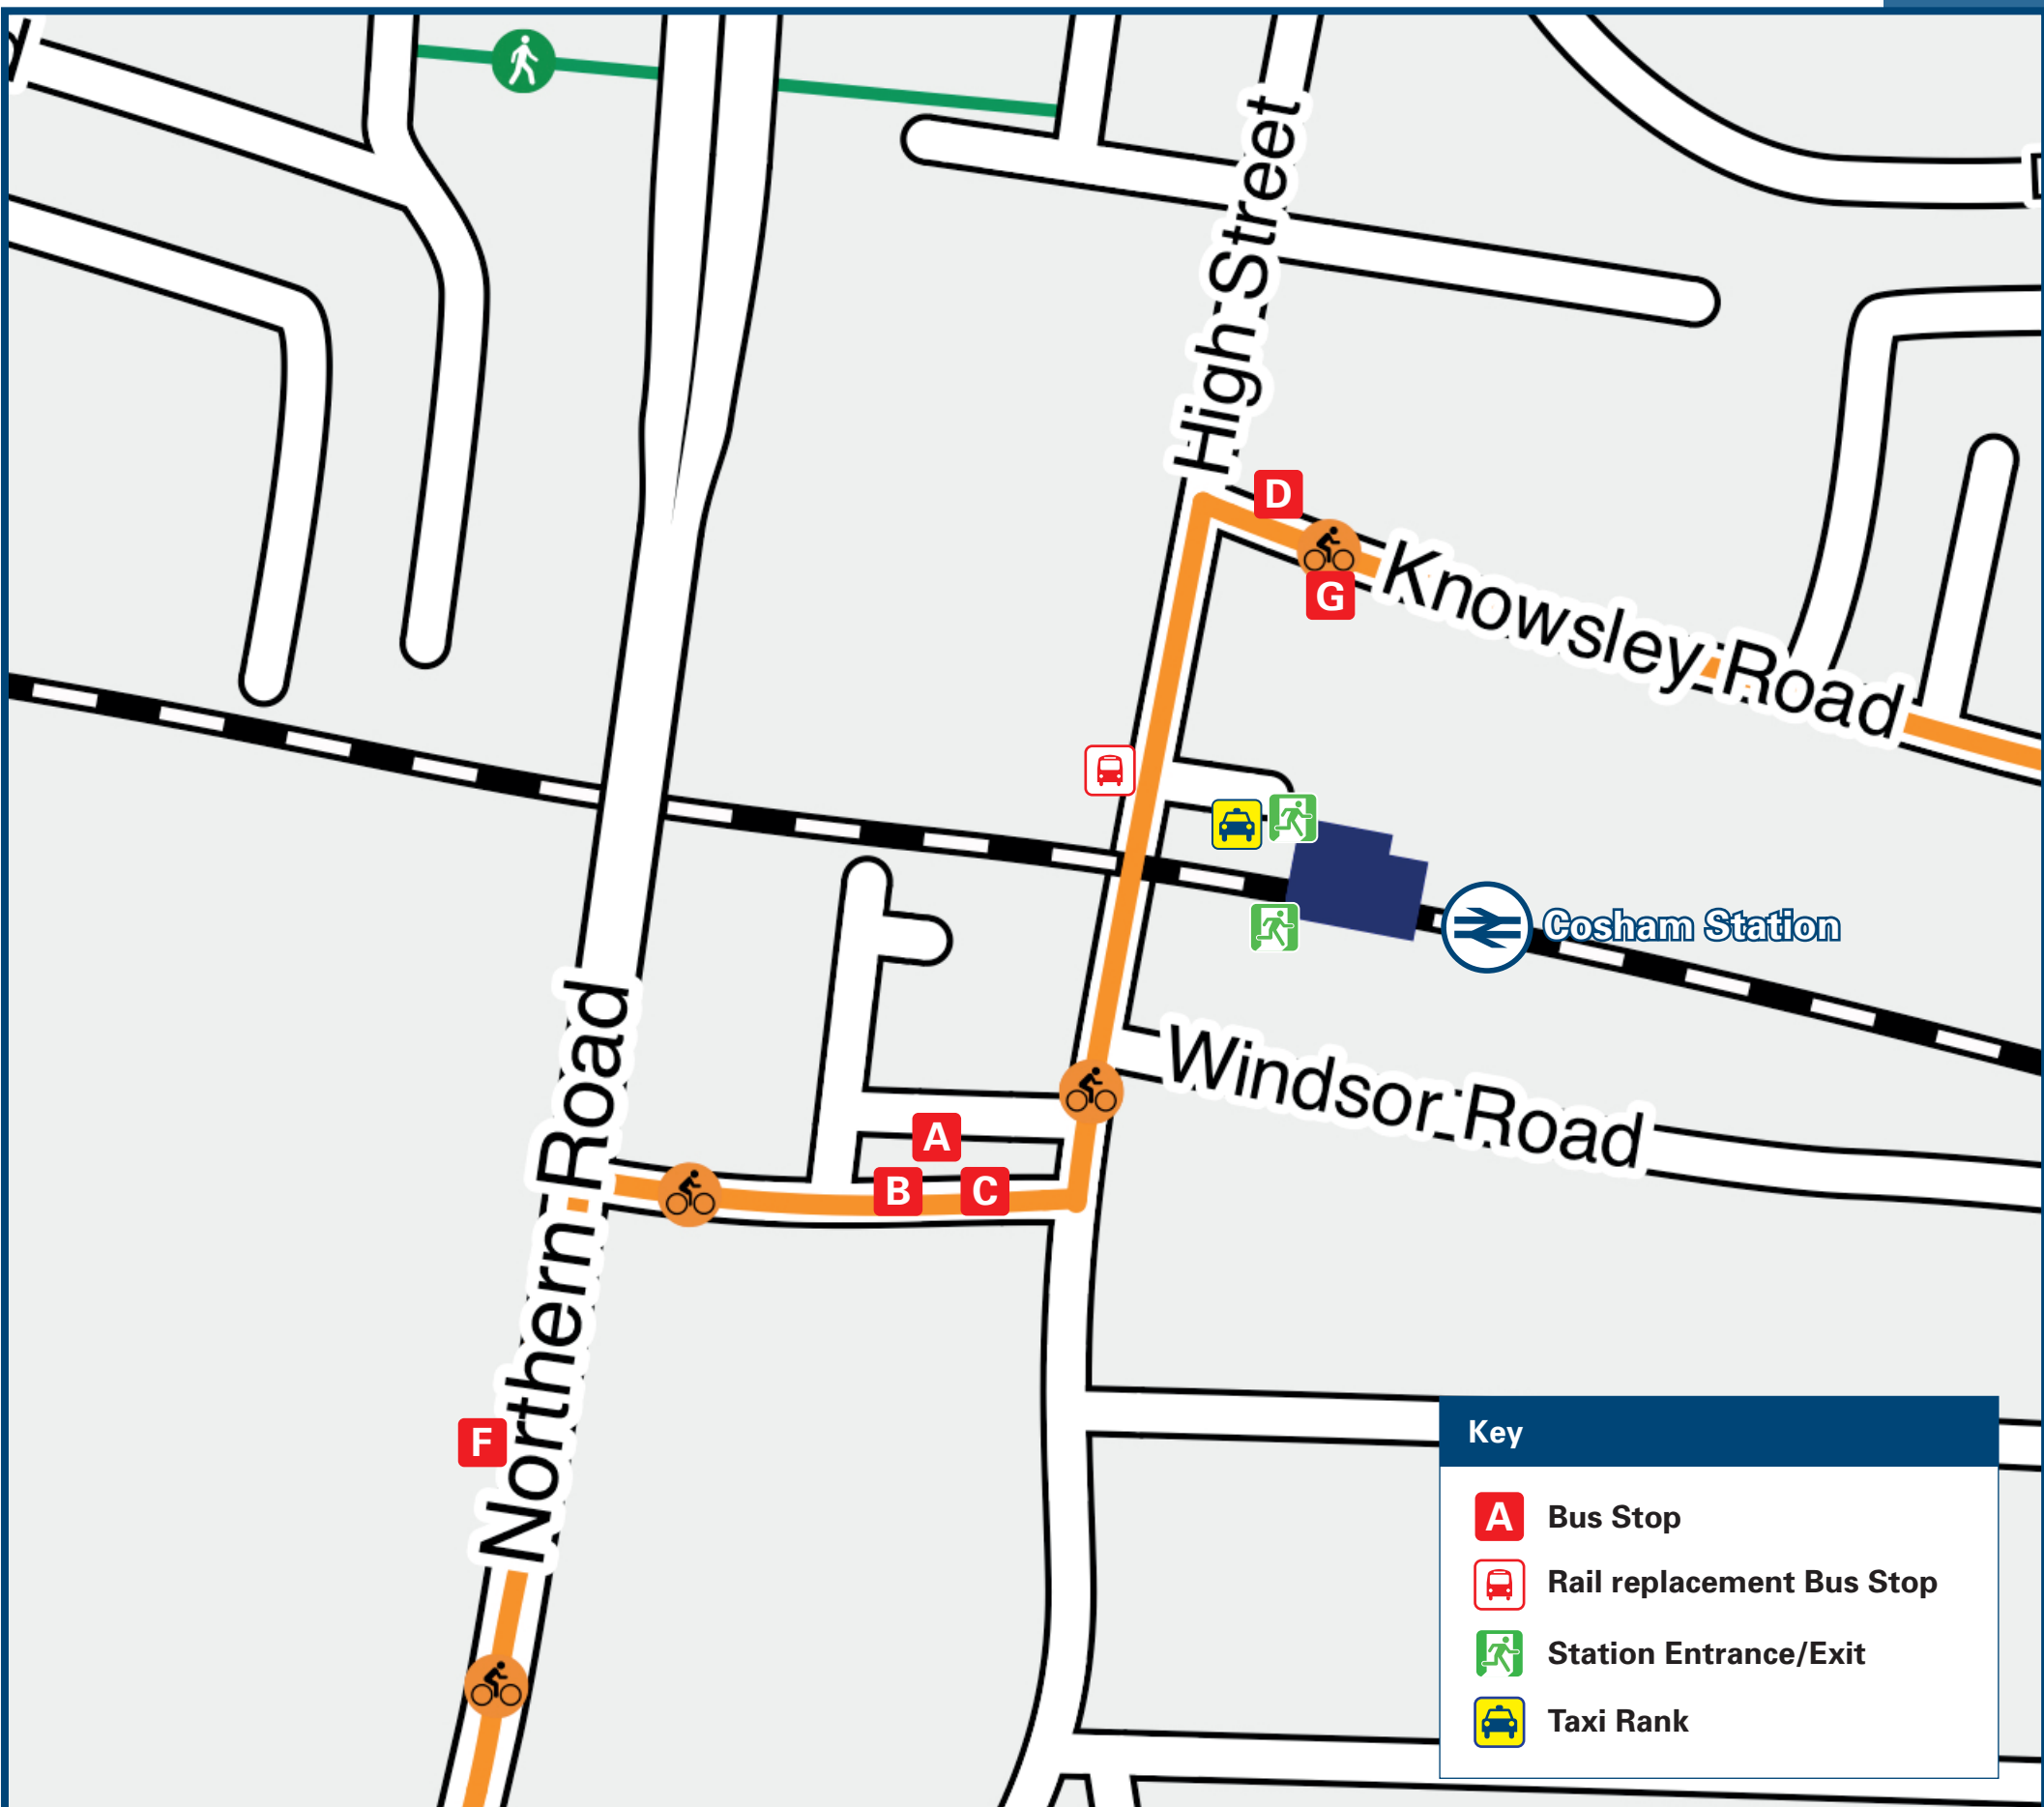 High Street
D
G
Knowsley Road
Cosham Station
Windsor Road
A
B
C
Northern Road
F
Key
A Bus Stop
Rail replacement Bus Stop
Station Entrance/Exit
Taxi Rank